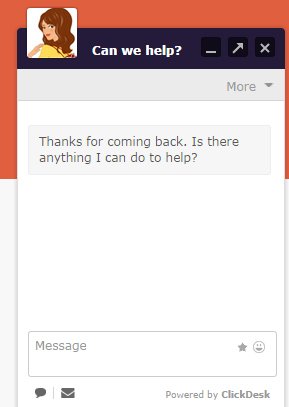 Can we help?
More
Thanks for coming back. Is there
anything I can do to help?
Message
Powered by ClickDesk